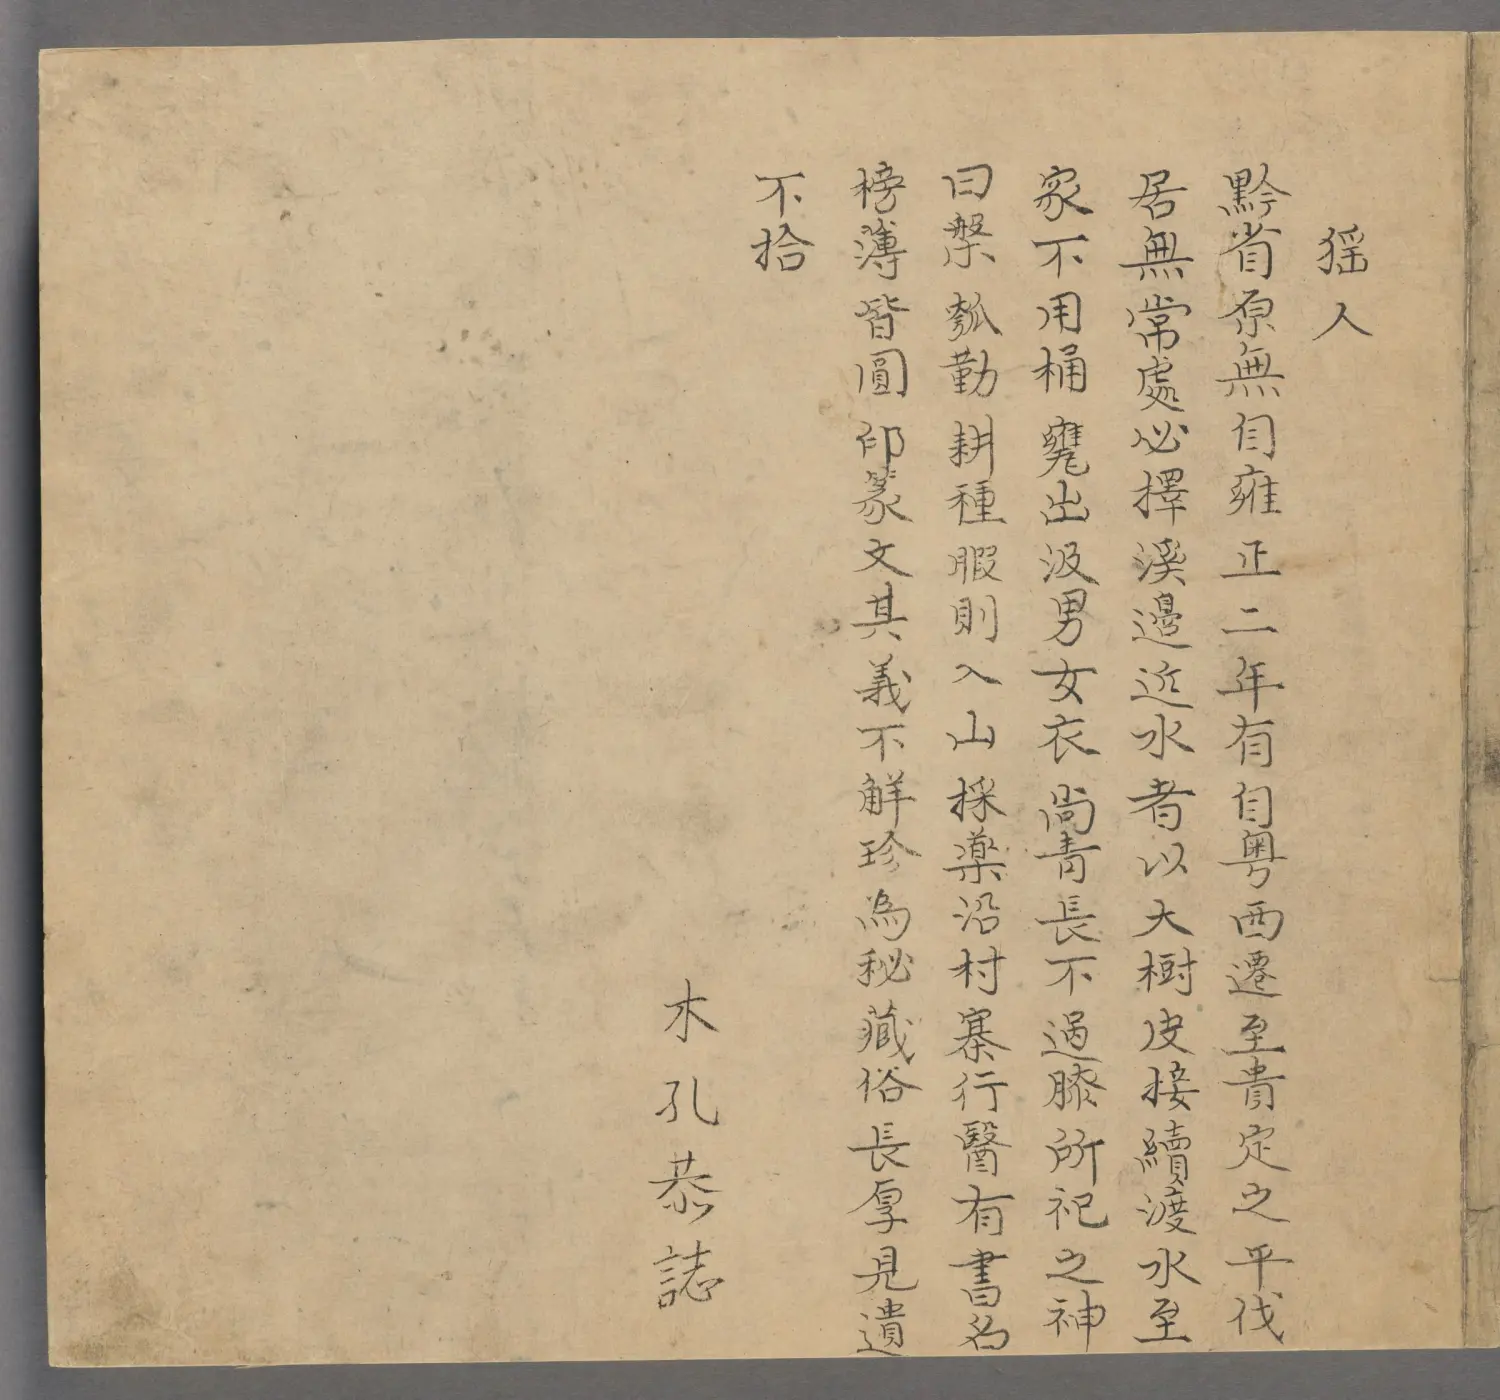 猺人
黔省原無自雍正二年有自粤西遷至貴定之平伐
居無常處必擇溪邊近水者以大樹皮接續渡水至
家不用桶甕出汲男女衣尚青長不過膝所祀之神
曰槃瓠勤耕種暇則入山採藥沿村寨行醫有書名
榜薄皆圓印篆文其義不觧珍為秘藏俗長厚見遺
不拾
木孔恭誌